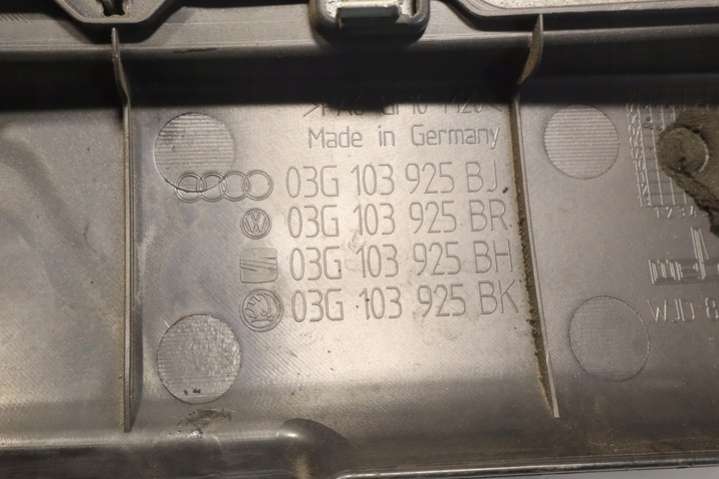 Made in Germany
03G 103 925 BJ
03G 103 925 BR
03G 103 925 BH
03G 103 925 BK